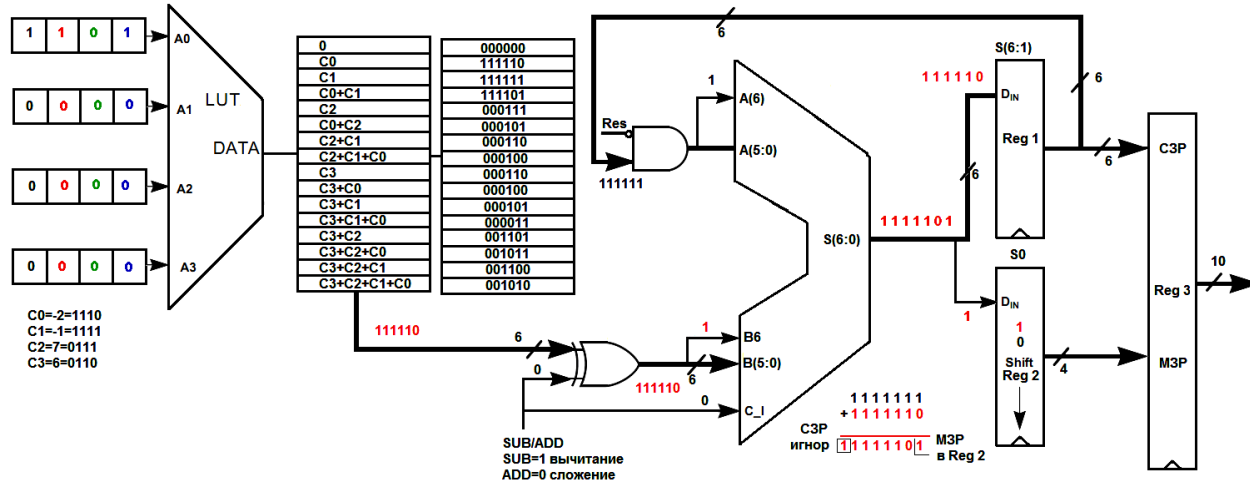 1 1 0 1
A0
0 0 0 0
A1
0 0 0 0
A2
0 0 0 0
A3
LUT
DATA
C0=-2=1110
C1=-1=1111
C2=7=0111
C3=6=0110
0
C0
C1
C0+C1
C2
C0+C2
C2+C1
C2+C1+C0
C3
C3+C0
C3+C1
C3+C1+C0
C3+C2
C3+C2+C0
C3+C2+C1
C3+C2+C1+C0
000000
111110
111111
111101
000111
000101
000110
000100
000110
000100
000101
000011
001101
001011
001100
001010
111110
6
0
111110
6
1
0
SUB/ADD
SUB=1 вычитание
ADD=0 сложение
6
Res
111111
1
A(6)
A(5:0)
S(6:0)
B6
B(5:0)
C_I
1111101
1111111
+1111110
СЗР
игнор
11111101
МЗР
в Reg 2
S(6:1)
111110
DIN
Reg 1
6
6
6
S0
1
DIN
1
0
Shift
Reg 2
4
СЗР
Reg 3
МЗР
10